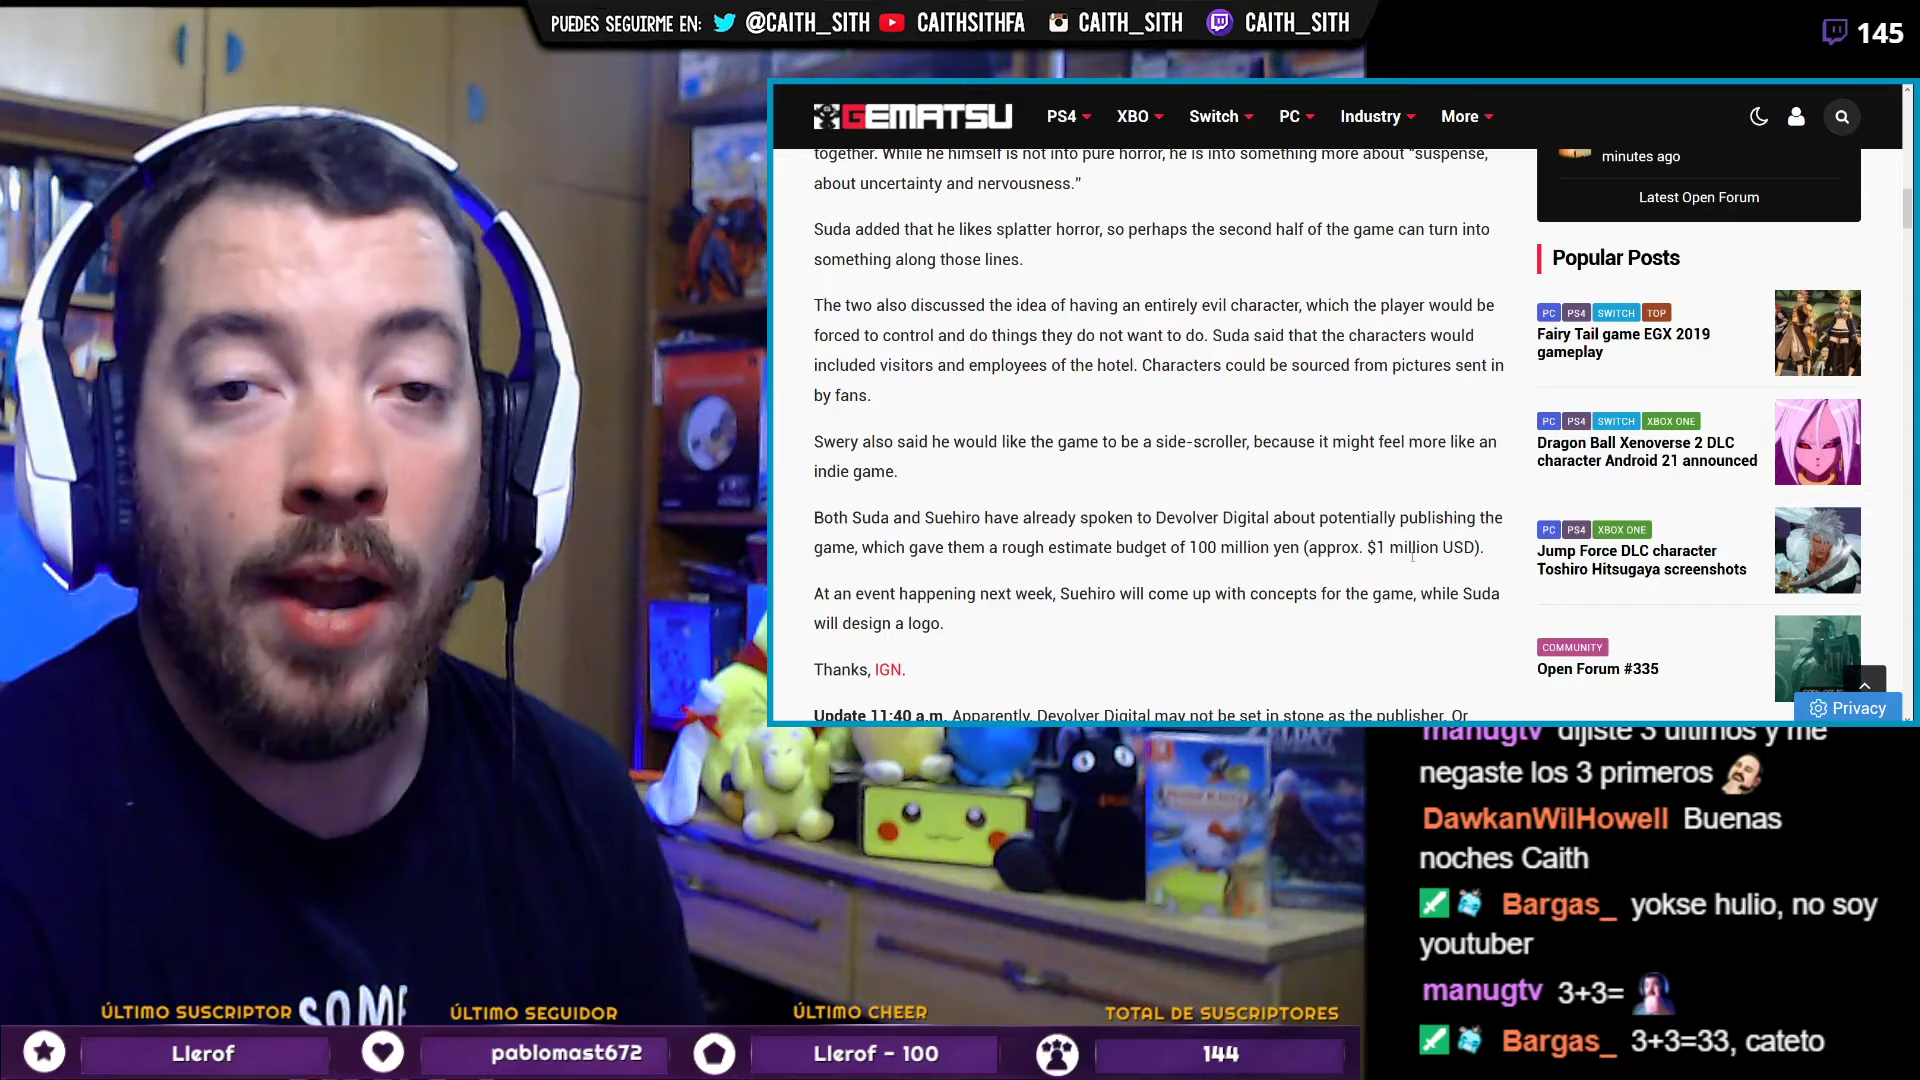 PUEDES SEGUIRME EN: @CAITH_SITH CAITHSITHFA CAITH_SITH CAITH_SITH
145
GEMATSU PS4 XBO Switch PC Industry More
together. While he himself is not into pure horror, he is into something more about “suspense,
about uncertainty and nervousness.”
Suda added that he likes splatter horror, so perhaps the second half of the game can turn into
something along those lines.
The two also discussed the idea of having an entirely evil character, which the player would be
forced to control and do things they do not want to do. Suda said that the characters would
included visitors and employees of the hotel. Characters could be sourced from pictures sent in
by fans.
Swery also said he would like the game to be a side-scroller, because it might feel more like an
indie game.
Both Suda and Suehiro have already spoken to Devolver Digital about potentially publishing the
game, which gave them a rough estimate budget of 100 million yen (approx. $1 million USD).
At an event happening next week, Suehiro will come up with concepts for the game, while Suda
will design a logo.
Thanks, IGN.
Update 11:40 a.m. Apparently, Devolver Digital may not be set in stone as the publisher. Or
minutes ago
Latest Open Forum
Popular Posts
PC PS4 SWITCH TOP
Fairy Tail game EGX 2019
gameplay
PC PS4 SWITCH XBOX ONE
Dragon Ball Xenoverse 2 DLC
character Android 21 announced
PC PS4 XBOX ONE
Jump Force DLC character
Toshiro Hitsugaya screenshots
COMMUNITY
Open Forum #335
Privacy
manugtv dijiste 3 ultimos y me
negaste los 3 primeros
DawkanWilHowell Buenas
noches Caith
Bargas_ yokse hulio, no soy
youtuber
manugtv 3+3=
Bargas_ 3+3=33, cateto
SOME
ÚLTIMO SUSCRIPTOR
Llerof
ÚLTIMO SEGUIDOR
pablomast672
ÚLTIMO CHEER
Llerof - 100
TOTAL DE SUSCRIPTORES
144